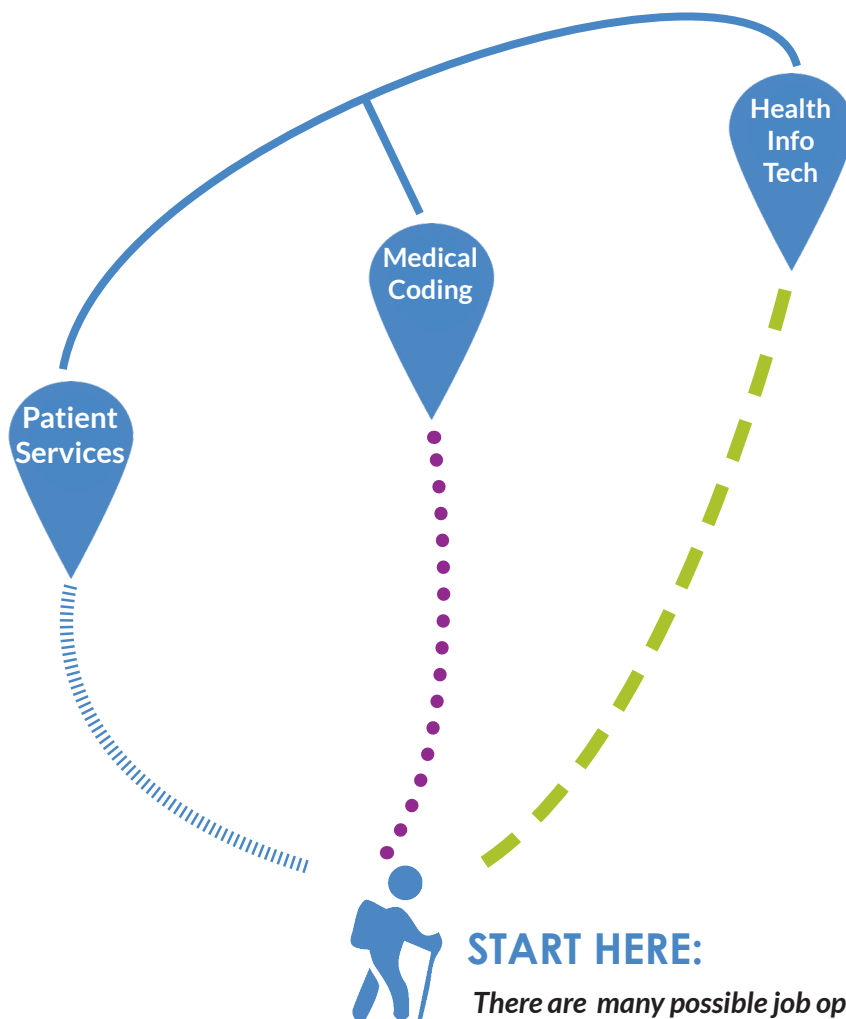 Health
Info
Tech
Medical
Coding
Patient
Services
START HERE:
There are many possible job op